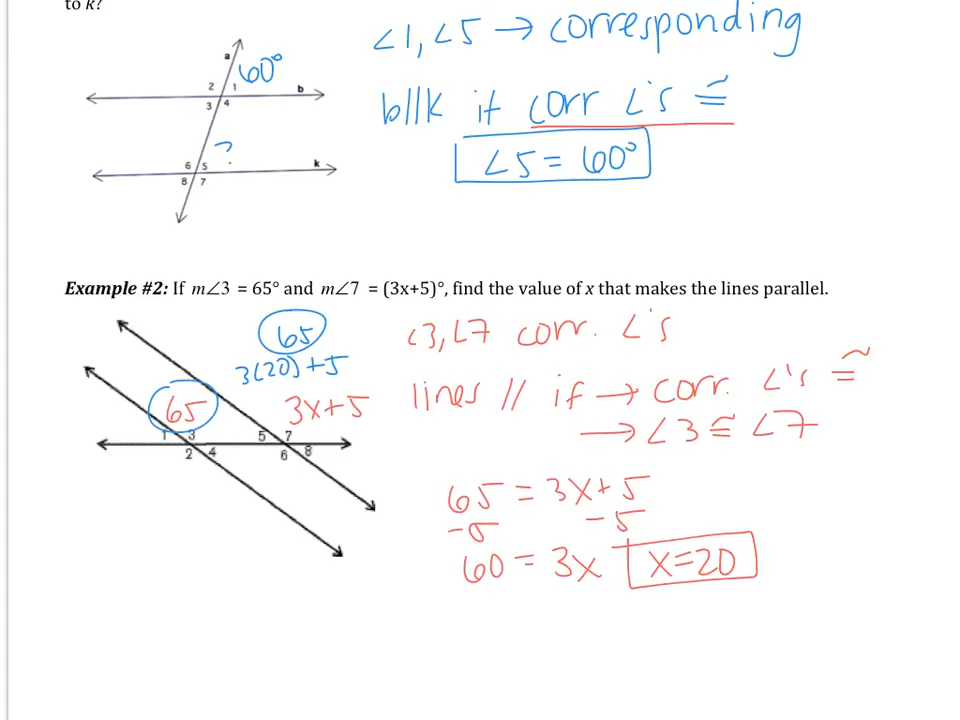 to k?
∠1, ∠5 → corresponding
a
60°
2 1
b
3 4
b//k if corr ∠'s ≅
?
6 5
k
8 7
∠5 = 60°
Example #2: If m∠3 = 65° and m∠7 = (3x+5)°, find the value of x that makes the lines parallel.
65
3(20)+5
∠3, ∠7 corr. ∠'s
65
3x+5
lines // if → corr. ∠'s ≅
→ ∠3 ≅ ∠7
1 3 5 7
2 4 6 8
65 = 3x+5
-5 -5
60 = 3x
x=20